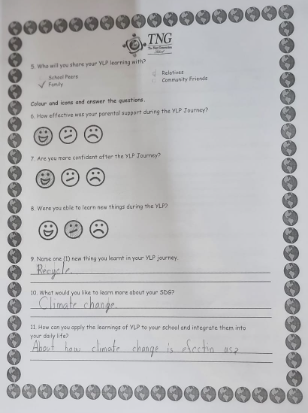 TNG
5. Who will you share your YLP learning with?
School Peers
Relatives
✓ Family
Community Friends
Colour and icons and answer the questions.
6. How effective was your parental support during the YLP Journey?
7. Are you more confident after the YLP Journey?
8. Were you able to learn new things during the YLP?
9. Name one (1) new thing you learnt in your YLP journey.
Recycle
10. What would you like to learn more about your SDG?
Climate change
11. How can you apply the learnings of YLP to your school and integrate them into
your daily life?
About how climate change is efectin us?